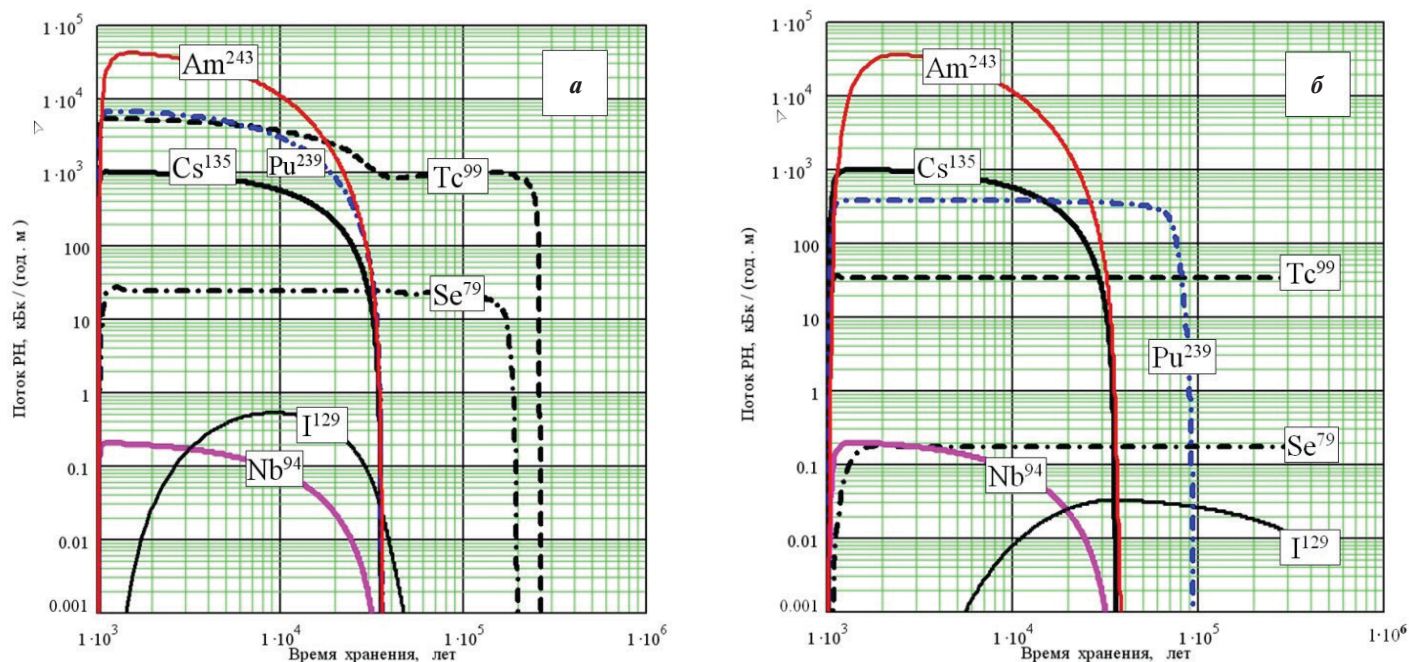 1·10⁵
1·10⁴
1·10³
100
10
1
0.1
0.01
0.001
Поток РН, кБк / (год . м)
а
Am²⁴³
Cs¹³⁵
Pu²³⁹
Tc⁹⁹
Se⁷⁹
I¹²⁹
Nb⁹⁴
1·10³
1·10⁴
1·10⁵
1·10⁶
Время хранения, лет
1·10⁵
1·10⁴
1·10³
100
10
1
0.1
0.01
0.001
Поток РН, кБк / (год . м)
б
Am²⁴³
Cs¹³⁵
Tc⁹⁹
Pu²³⁹
Se⁷⁹
Nb⁹⁴
I¹²⁹
1·10³
1·10⁴
1·10⁵
1·10⁶
Время хранения, лет